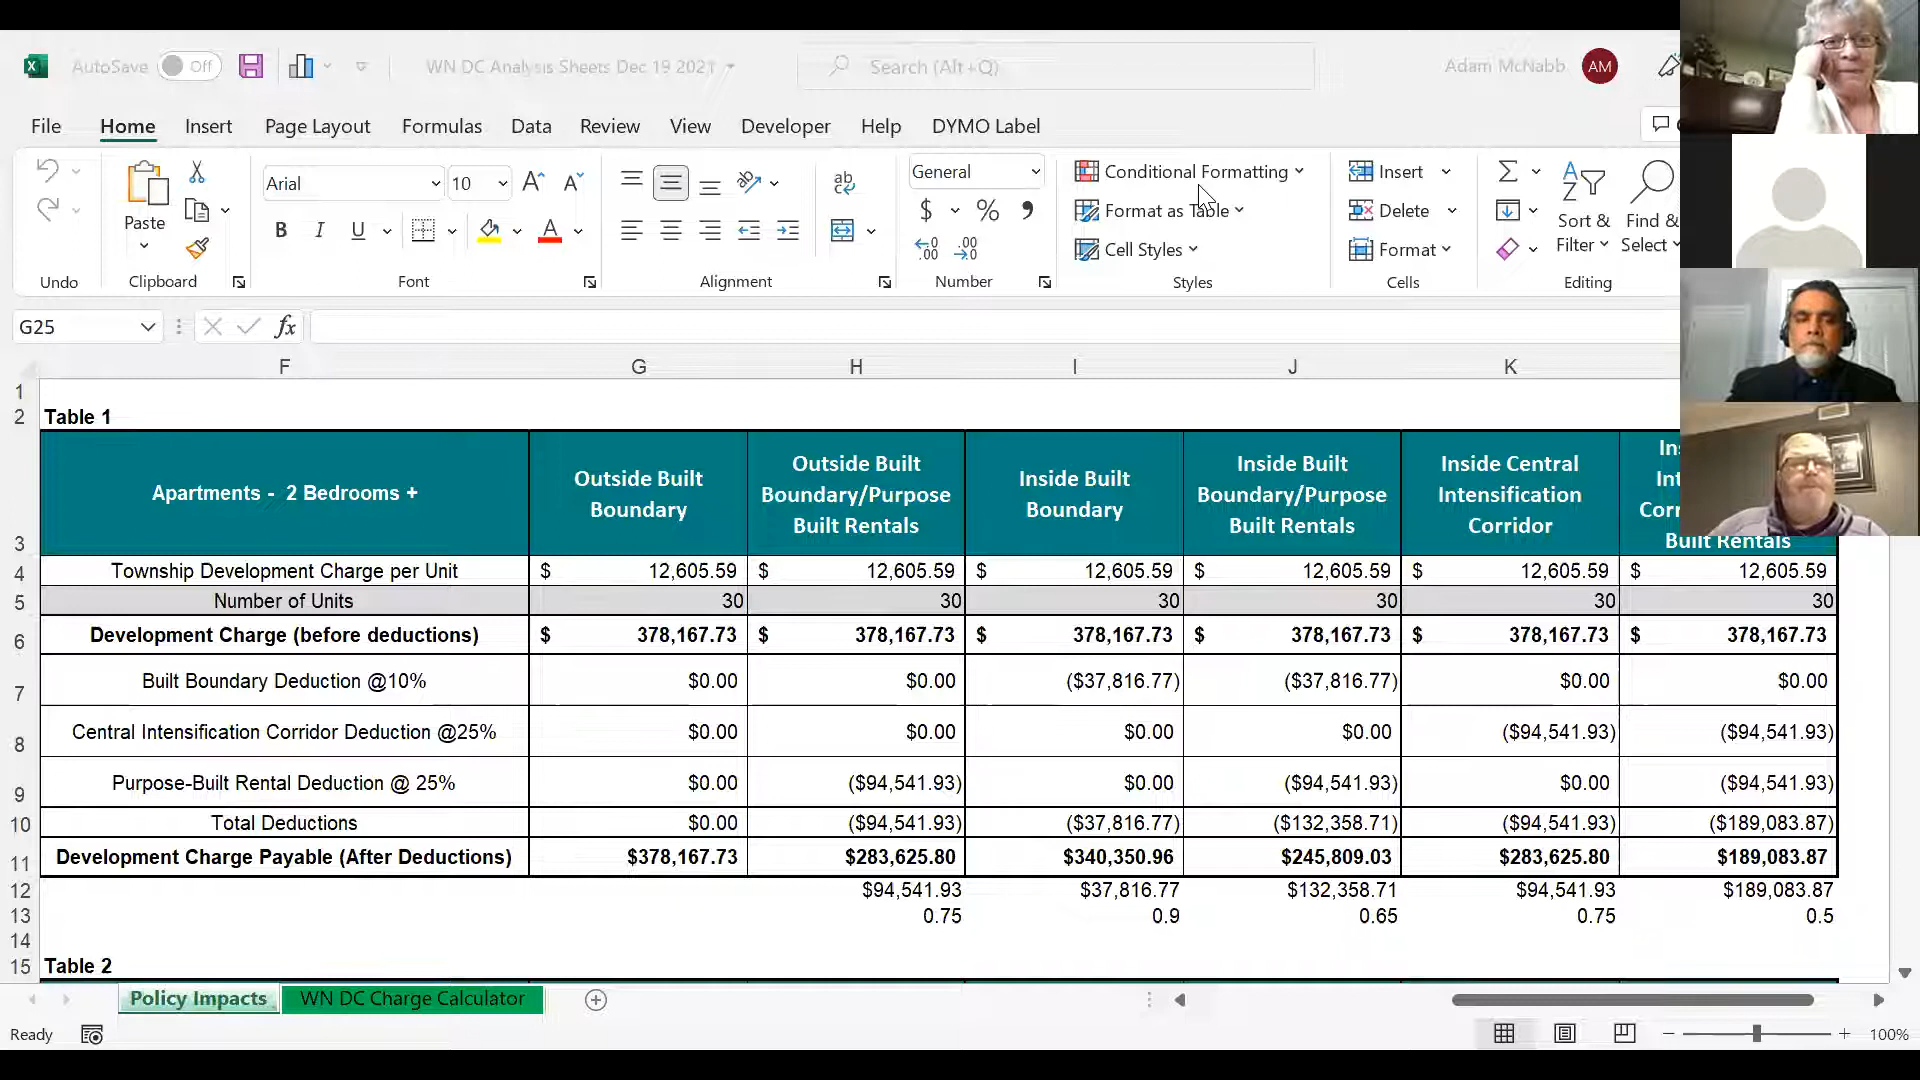 AutoSave Off WN DC Analysis Sheets Dec 19 2021 Search (Alt+Q) Adam McNabb AM
File Home Insert Page Layout Formulas Data Review View Developer Help DYMO Label
Paste Arial 10 General Conditional Formatting Insert
B I U $ % Format as Table Delete Sort & Find &
Cell Styles Format Filter Select
Undo Clipboard Font Alignment Number Styles Cells Editing
G25 fx
F G H I J K
1
2 Table 1
3 Apartments - 2 Bedrooms + Outside Built Boundary Outside Built Boundary/Purpose Built Rentals Inside Built Boundary Inside Built Boundary/Purpose Built Rentals Inside Central Intensification Corridor Built Rentals
4 Township Development Charge per Unit $ 12,605.59 $ 12,605.59 $ 12,605.59 $ 12,605.59 $ 12,605.59 $ 12,605.59
5 Number of Units 30 30 30 30 30 30
6 Development Charge (before deductions) $ 378,167.73 $ 378,167.73 $ 378,167.73 $ 378,167.73 $ 378,167.73 $ 378,167.73
7 Built Boundary Deduction @10% $0.00 $0.00 ($37,816.77) ($37,816.77) $0.00 $0.00
8 Central Intensification Corridor Deduction @25% $0.00 $0.00 $0.00 $0.00 ($94,541.93) ($94,541.93)
9 Purpose-Built Rental Deduction @ 25% $0.00 ($94,541.93) $0.00 ($94,541.93) $0.00 ($94,541.93)
10 Total Deductions $0.00 ($94,541.93) ($37,816.77) ($132,358.71) ($94,541.93) ($189,083.87)
11 Development Charge Payable (After Deductions) $378,167.73 $283,625.80 $340,350.96 $245,809.03 $283,625.80 $189,083.87
12 $94,541.93 $37,816.77 $132,358.71 $94,541.93 $189,083.87
13 0.75 0.9 0.65 0.75 0.5
14
15 Table 2
Policy Impacts WN DC Charge Calculator
Ready 100%